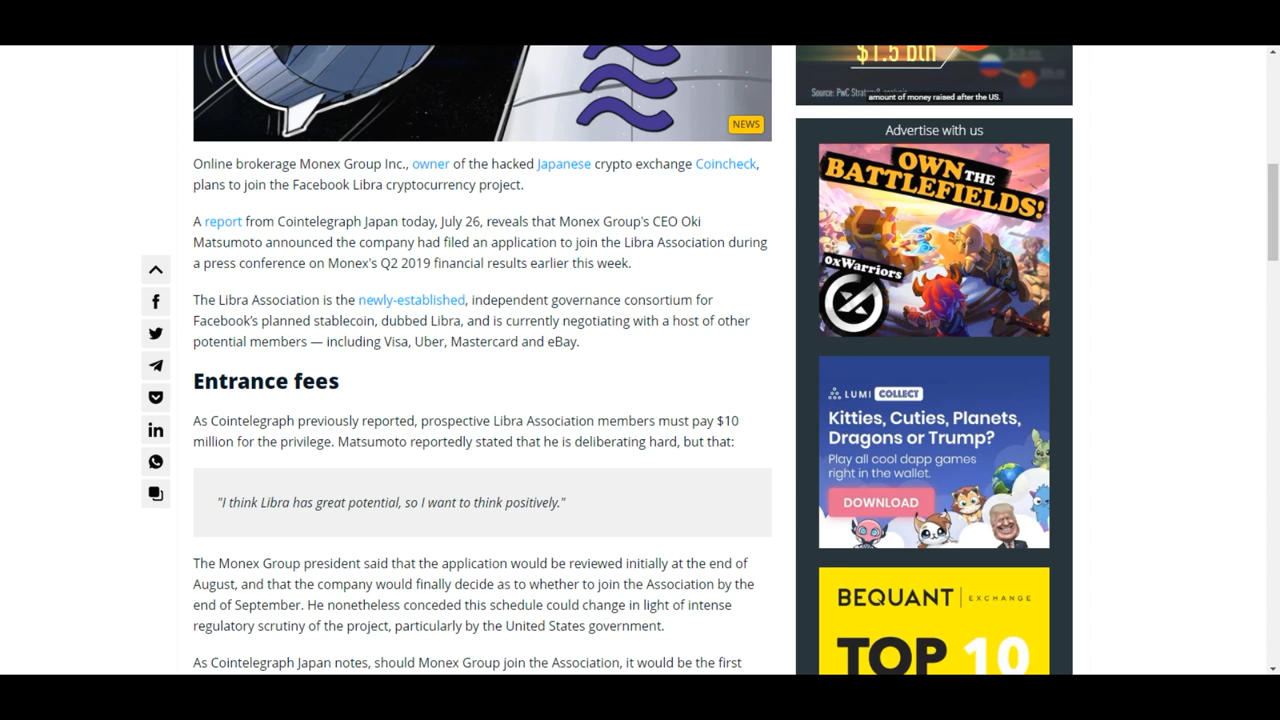 NEWS
Online brokerage Monex Group Inc., owner of the hacked Japanese crypto exchange Coincheck,
plans to join the Facebook Libra cryptocurrency project.
A report from Cointelegraph Japan today, July 26, reveals that Monex Group's CEO Oki
Matsumoto announced the company had filed an application to join the Libra Association during
a press conference on Monex's Q2 2019 financial results earlier this week.
The Libra Association is the newly-established, independent governance consortium for
Facebook’s planned stablecoin, dubbed Libra, and is currently negotiating with a host of other
potential members — including Visa, Uber, Mastercard and eBay.
Entrance fees
As Cointelegraph previously reported, prospective Libra Association members must pay $10
million for the privilege. Matsumoto reportedly stated that he is deliberating hard, but that:
"I think Libra has great potential, so I want to think positively."
The Monex Group president said that the application would be reviewed initially at the end of
August, and that the company would finally decide as to whether to join the Association by the
end of September. He nonetheless conceded this schedule could change in light of intense
regulatory scrutiny of the project, particularly by the United States government.
As Cointelegraph Japan notes, should Monex Group join the Association, it would be the first
$1.5 bln
Source: PwC
amount of money raised after the US.
Advertise with us
OWN THE
BATTLEFIELDS!
0xWarriors
LUMI COLLECT
Kitties, Cuties, Planets,
Dragons or Trump?
Play all cool dapp games
right in the wallet.
DOWNLOAD
BEQUANT EXCHANGE
TOP 10